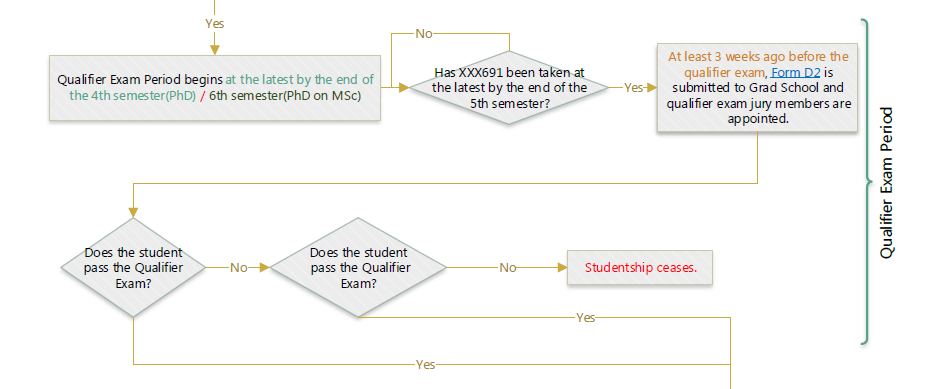 Yes
No
Qualifier Exam Period begins at the latest by the end of
the 4th semester(PhD) / 6th semester(PhD on MSc)
Has XXX691 been taken at
the latest by the end of the
5th semester?
Yes
At least 3 weeks ago before the
qualifier exam, Form D2 is
submitted to Grad School and
qualifier exam jury members are
appointed.
Qualifier Exam Period
Does the student
pass the Qualifier
Exam?
No
Does the student
pass the Qualifier
Exam?
No
Studentship ceases.
Yes
Yes